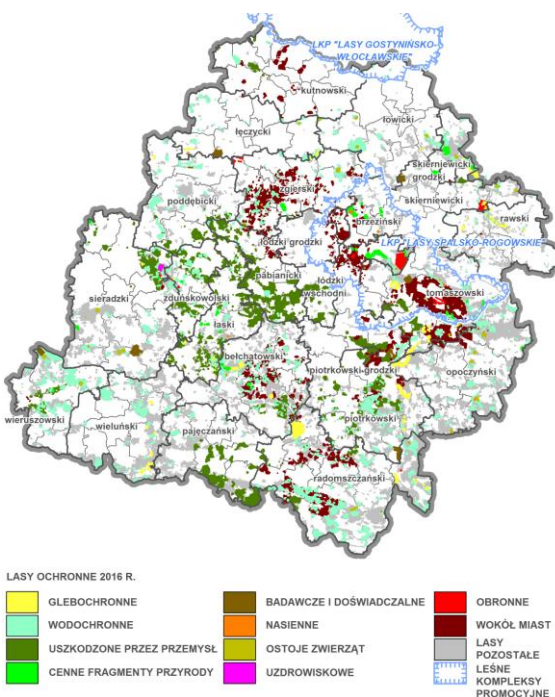 LKP "LASY GOSTYNIŃSKO-
WŁOCŁAWSKIE"
kutnowski
łowicki
łęczycki
skierniewicki
grodzki
zgierski
skierniewicki
poddębicki
brzeziński
rawski
LKP "LASY SPALSKO-ROGOWSKIE"
łódzki grodzki
pabianicki
łódzki
wschodni
tomaszowski
sieradzki
zduńskowolski
łaski
bełchatowski
piotrkowski grodzki
opoczyński
wieruszowski
wieluński
pajęczański
piotrkowski
radomszczański
LASY OCHRONNE 2016 R.
GLEBOCHRONNE
BADAWCZE I DOŚWIADCZALNE
OBRONNE
WODOCHRONNE
NASIENNE
WOKÓŁ MIAST
USZKODZONE PRZEZ PRZEMYSŁ
OSTOJE ZWIERZĄT
LASY
POZOSTAŁE
CENNE FRAGMENTY PRZYRODY
UZDROWISKOWE
LEŚNE
KOMPLEKSY
PROMOCYJNE